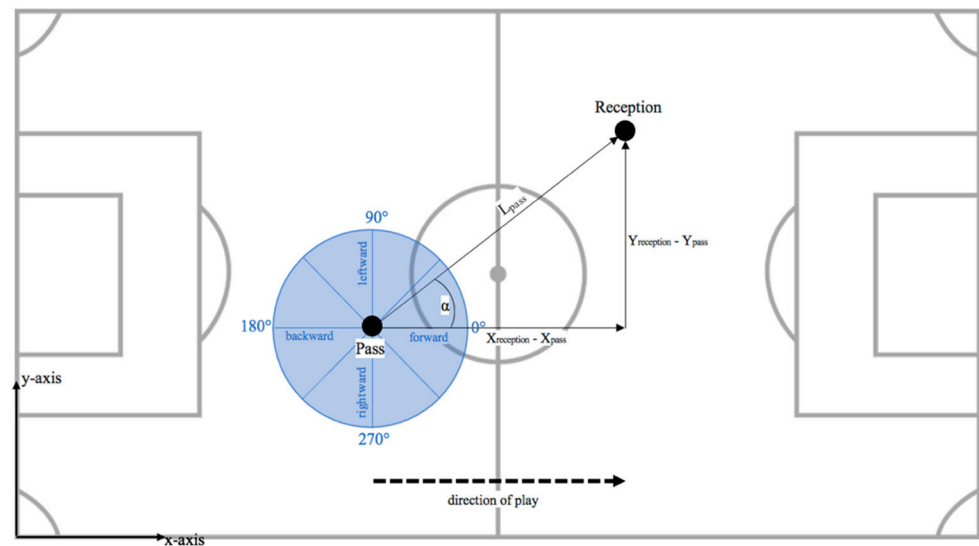 Reception
Lpass
90°
leftward
Yreception - Ypass
α
180°
backward
forward
0°
Xreception - Xpass
Pass
rightward
y-axis
270°
direction of play
x-axis